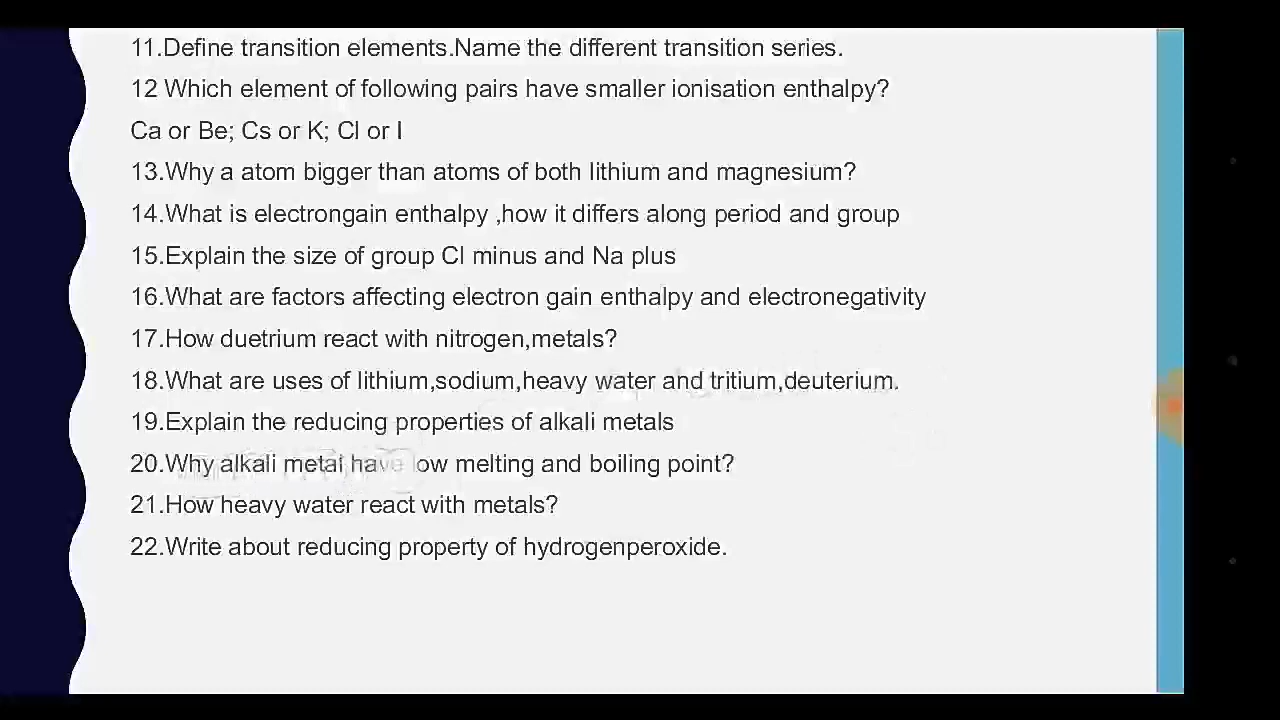 11.Define transition elements.Name the different transition series.
12 Which element of following pairs have smaller ionisation enthalpy?
Ca or Be; Cs or K; Cl or I
13.Why a atom bigger than atoms of both lithium and magnesium?
14.What is electrongain enthalpy ,how it differs along period and group
15.Explain the size of group Cl minus and Na plus
16.What are factors affecting electron gain enthalpy and electronegativity
17.How duetrium react with nitrogen,metals?
18.What are uses of lithium,sodium,heavy water and tritium,deuterium.
19.Explain the reducing properties of alkali metals
20.Why alkali metal have low melting and boiling point?
21.How heavy water react with metals?
22.Write about reducing property of hydrogenperoxide.